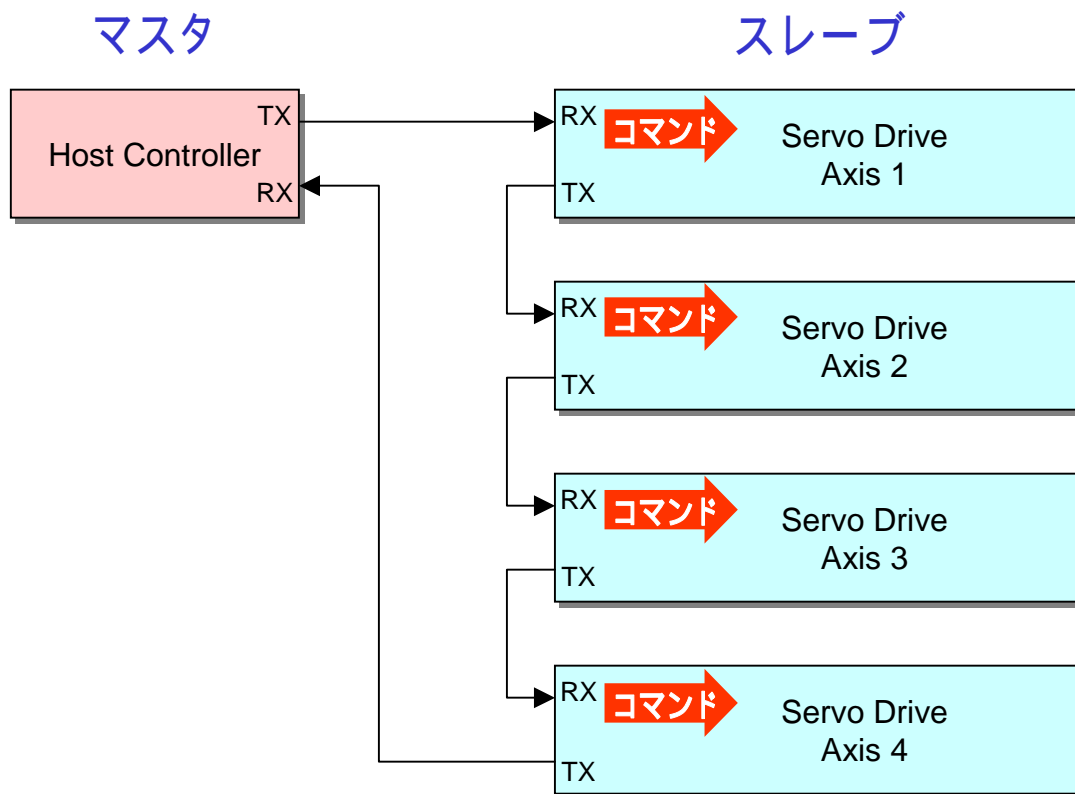 マスタ
スレーブ
TX
Host Controller
RX
RX
コマンド
Servo Drive
Axis 1
TX
RX
コマンド
Servo Drive
Axis 2
TX
RX
コマンド
Servo Drive
Axis 3
TX
RX
コマンド
Servo Drive
Axis 4
TX